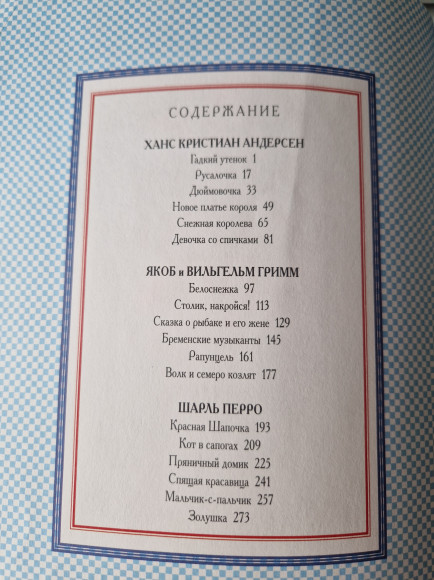 СОДЕРЖАНИЕ
ХАНС КРИСТИАН АНДЕРСЕН
Гадкий утенок 1
Русалочка 17
Дюймовочка 33
Новое платье короля 49
Снежная королева 65
Девочка со спичками 81
ЯКОБ и ВИЛЬГЕЛЬМ ГРИММ
Белоснежка 97
Столик, накройся! 113
Сказка о рыбаке и его жене 129
Бременские музыканты 145
Рапунцель 161
Волк и семеро козлят 177
ШАРЛЬ ПЕРРО
Красная Шапочка 193
Кот в сапогах 209
Пряничный домик 225
Спящая красавица 241
Мальчик-с-пальчик 257
Золушка 273